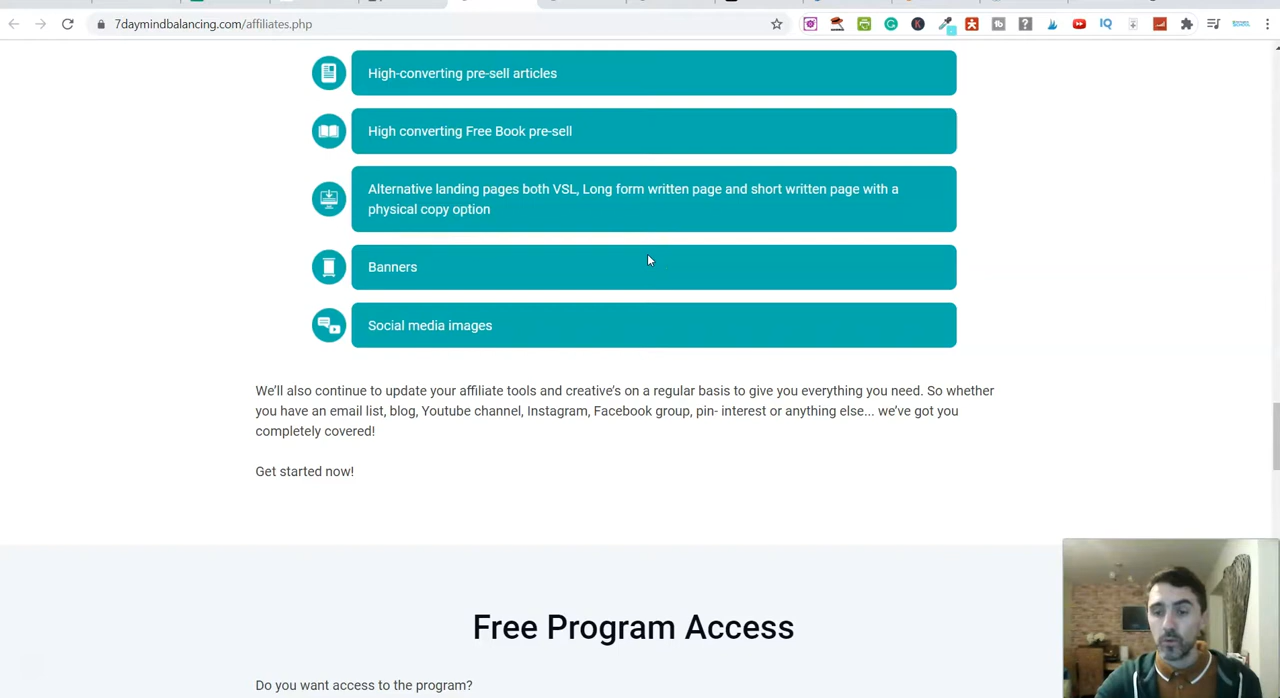 7daymindbalancing.com/affiliates.php
High-converting pre-sell articles
High converting Free Book pre-sell
Alternative landing pages both VSL, Long form written page and short written page with a
physical copy option
Banners
Social media images
We'll also continue to update your affiliate tools and creative's on a regular basis to give you everything you need. So whether
you have an email list, blog, Youtube channel, Instagram, Facebook group, pin- interest or anything else... we've got you
completely covered!
Get started now!
Free Program Access
Do you want access to the program?